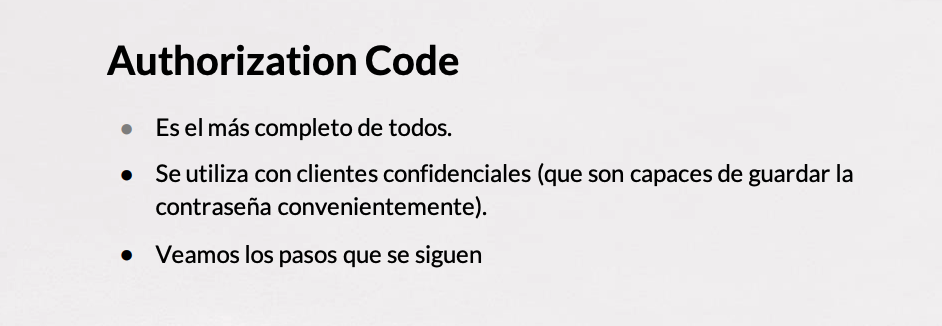 Authorization Code
● Es el más completo de todos.
● Se utiliza con clientes confidenciales (que son capaces de guardar la
contraseña convenientemente).
● Veamos los pasos que se siguen